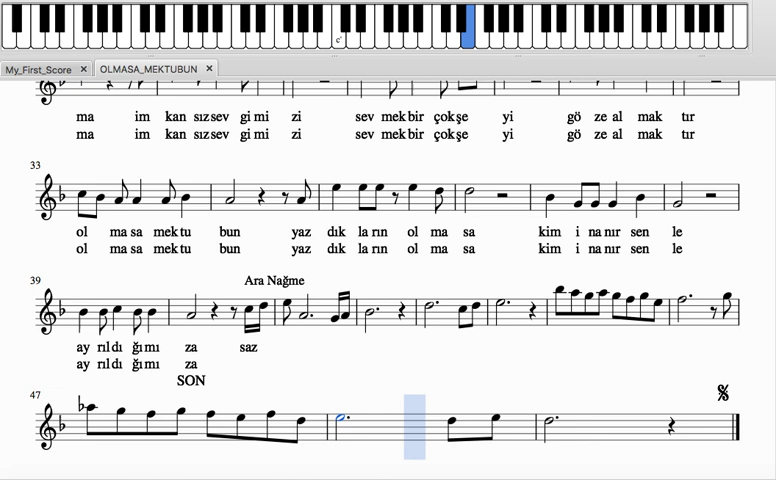 c'
My_First_Score × OLMASA_MEKTUBUN ×
ma im kan sız sev gi mi zi sev mek bir çok şe yi gö ze al mak tır
ma im kan sız sev gi mi zi sev mek bir çok şe yi gö ze al mak tır
33
ol ma sa mek tu bun yaz dık la rın ol ma sa kim i na nır sen le
ol ma sa mek tu bun yaz dık la rın ol ma sa kim i na nır sen le
39
Ara Nağme
ay rıl dı ğı mı za saz
ay rıl dı ğı mı za
SON
47